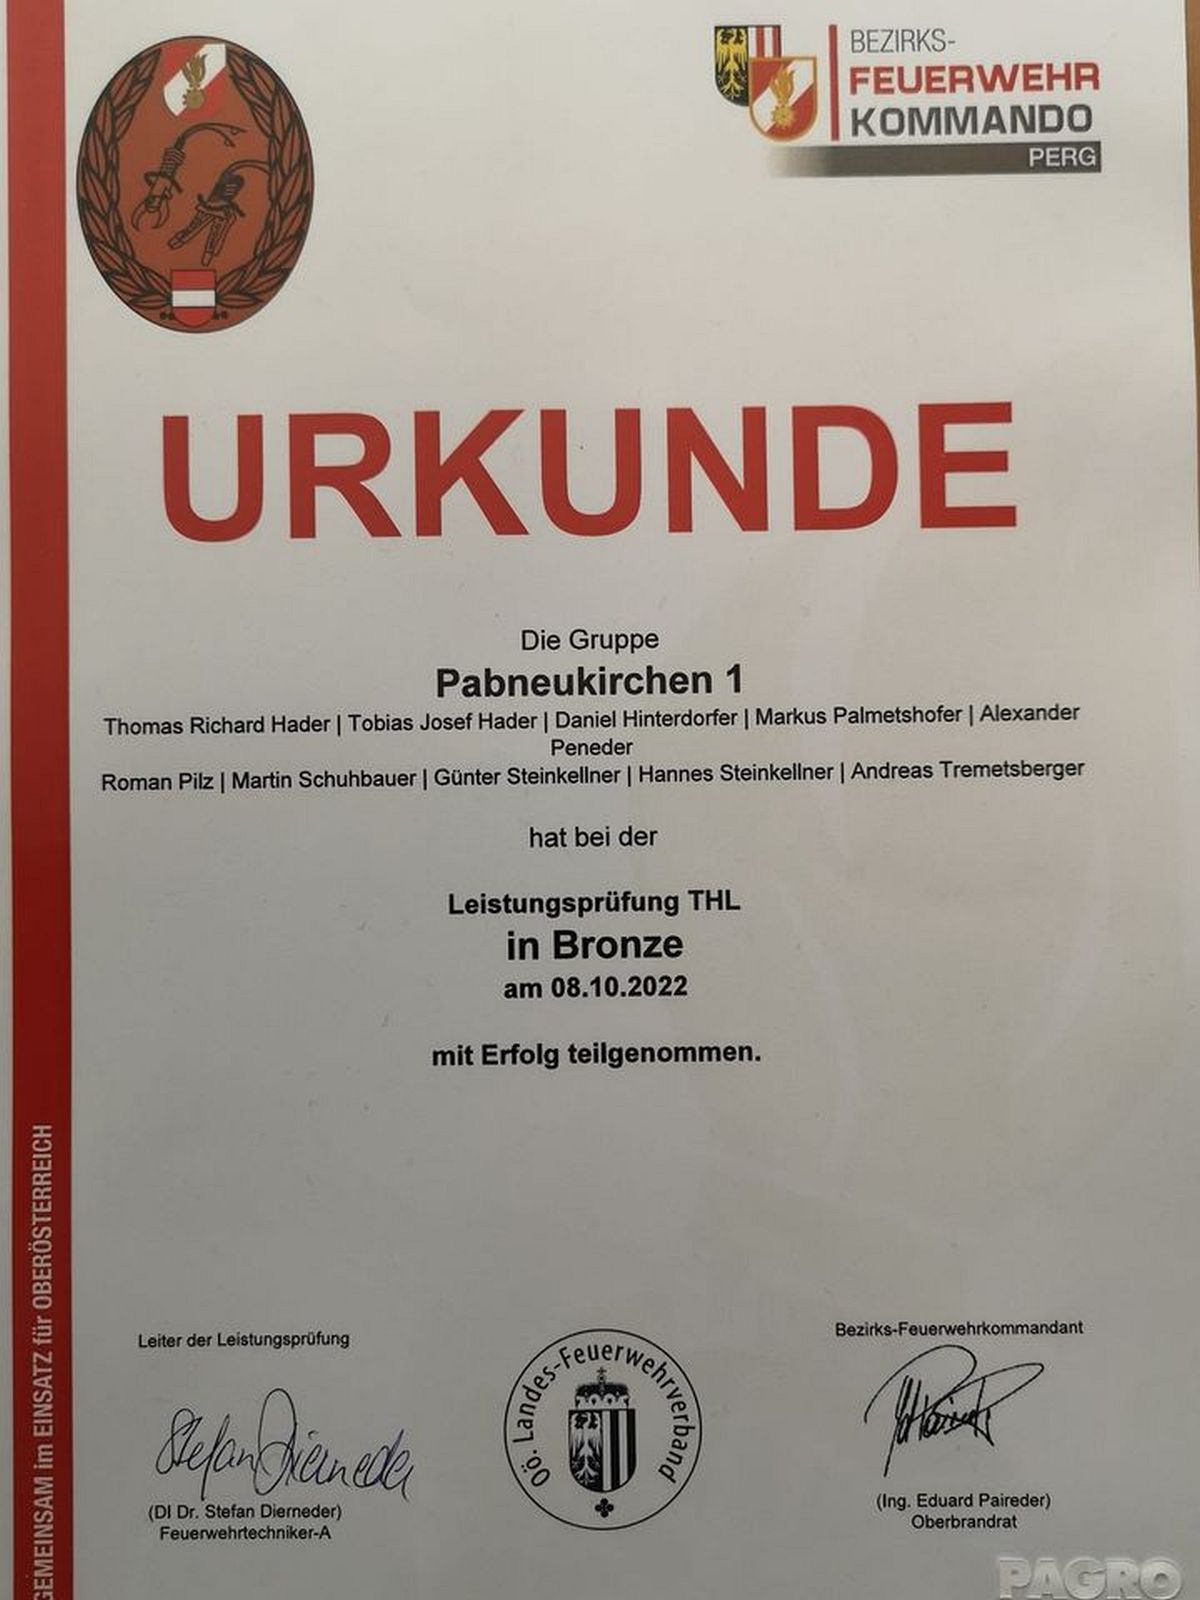 BEZIRKS-
FEUERWEHR
KOMMANDO
PERG
URKUNDE
Die Gruppe
Pabneukirchen 1
Thomas Richard Hader | Tobias Josef Hader | Daniel Hinterdorfer | Markus Palmetshofer | Alexander
Peneder
Roman Pilz | Martin Schuhbauer | Günter Steinkellner | Hannes Steinkellner | Andreas Tremetsberger
hat bei der
Leistungsprüfung THL
in Bronze
am 08.10.2022
mit Erfolg teilgenommen.
GEMEINSAM im EINSATZ für OBERÖSTERREICH
Leiter der Leistungsprüfung
Stefan Dierneder
(DI Dr. Stefan Dierneder)
Feuerwehrtechniker-A
Oö. Landes-Feuerwehrverband
Bezirks-Feuerwehrkommandant
(Ing. Eduard Paireder)
Oberbrandrat
PAGRO